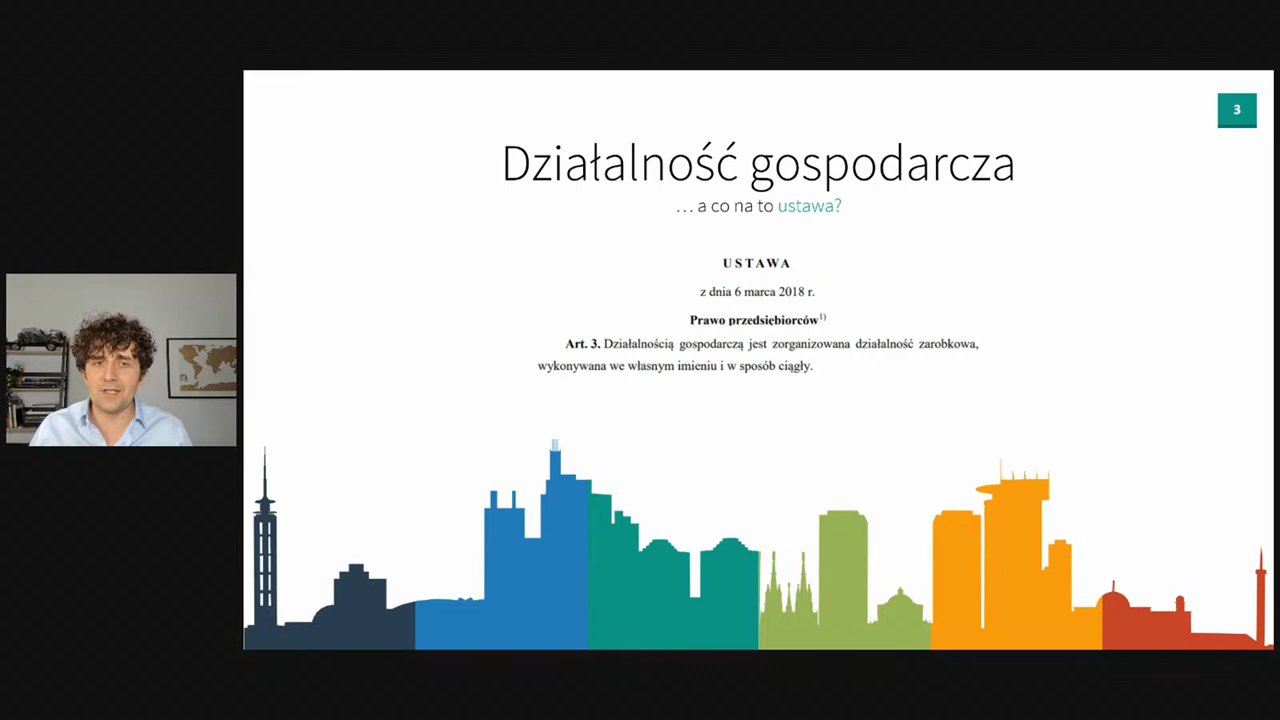 3
Działalność gospodarcza
… a co na to ustawa?
USTAWA
z dnia 6 marca 2018 r.
Prawo przedsiębiorców1)
Art. 3. Działalnością gospodarczą jest zorganizowana działalność zarobkowa,
wykonywana we własnym imieniu i w sposób ciągły.